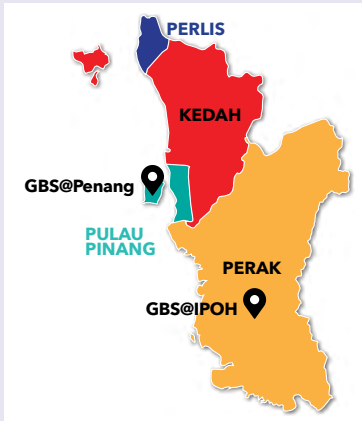 PERLIS
KEDAH
GBS@Penang
PULAU
PINANG
PERAK
GBS@IPOH